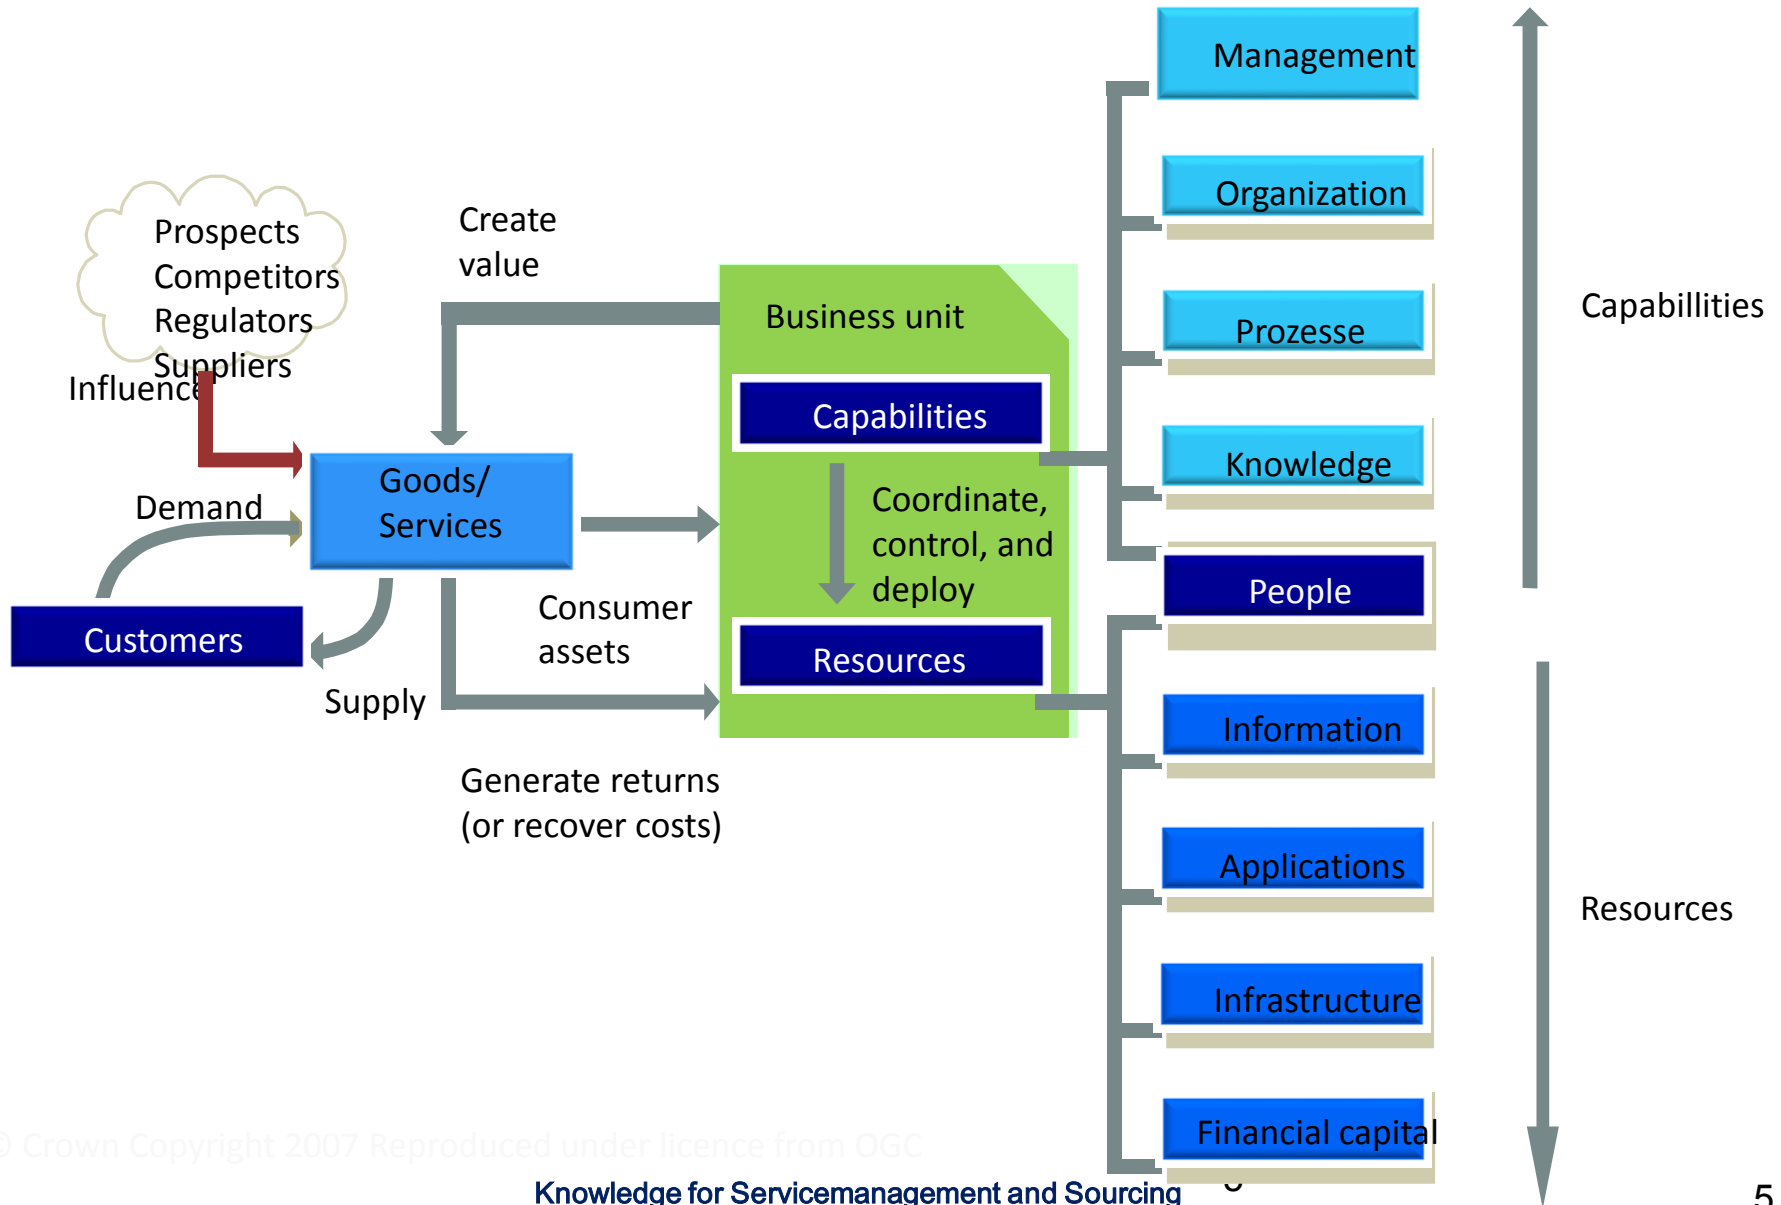 Management
Organization
Prozesse
Knowledge
People
Information
Applications
Infrastructure
Financial capital
Capabillities
Resources
Prospects
Competitors
Regulators
Suppliers
Influence
Create
value
Business unit
Capabilities
Coordinate,
control, and
deploy
Resources
Goods/
Services
Demand
Customers
Supply
Consumer
assets
Generate returns
(or recover costs)
© Crown Copyright 2007 Reproduced under licence from OGC
Knowledge for Servicemanagement and Sourcing
5